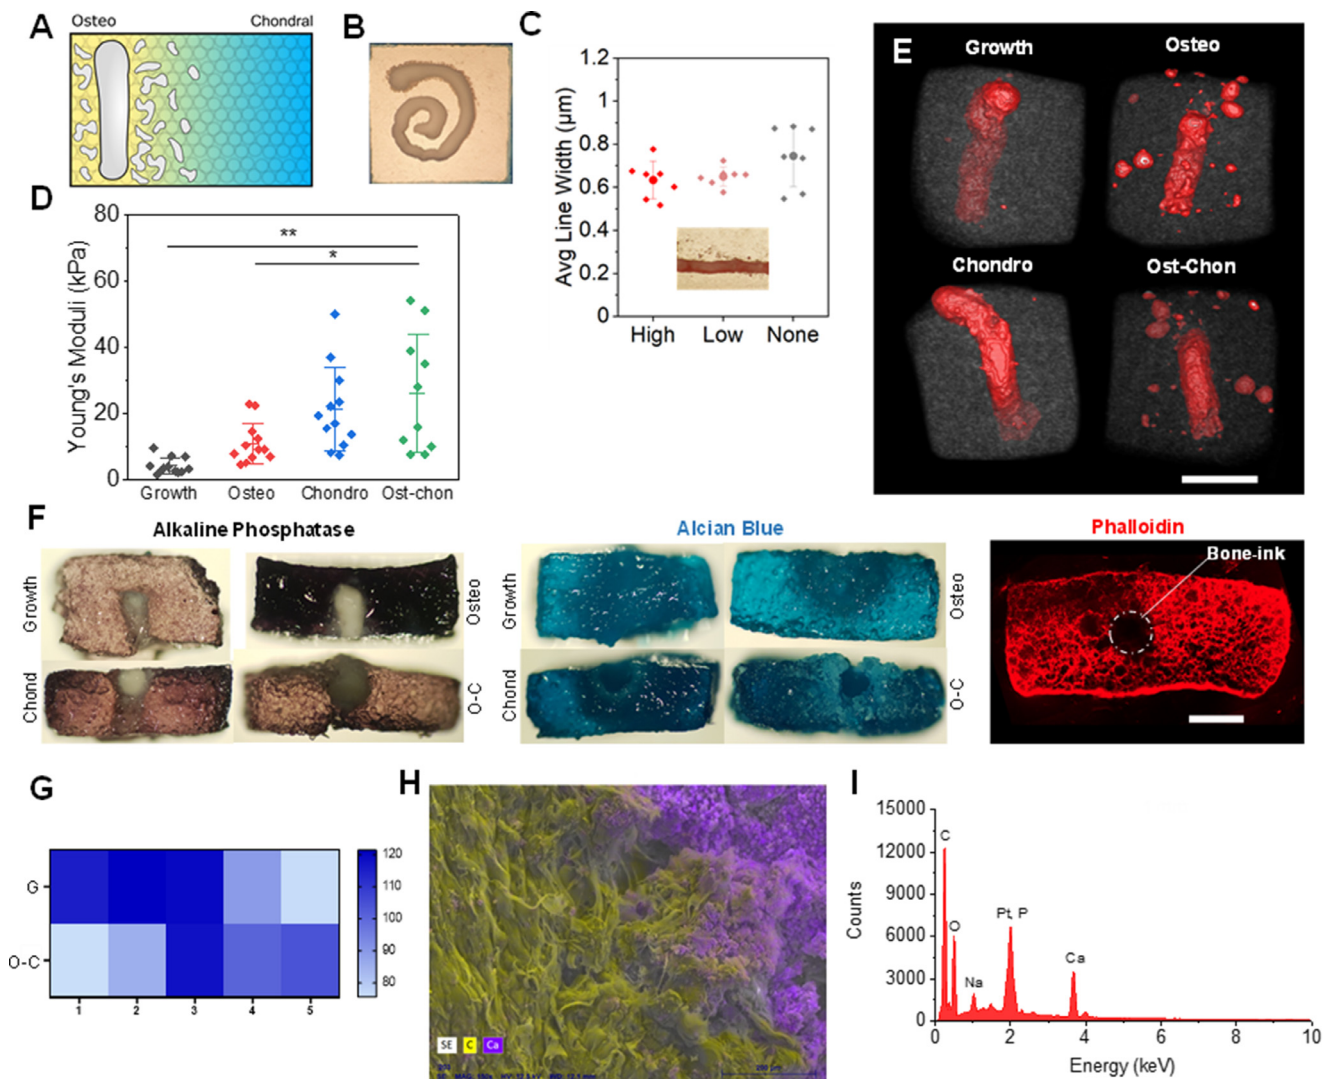 A
Osteo
Chondral
B
C
Avg Line Width (μm)
1.2
1
0.8
0.6
0.4
0.2
0
High
Low
None
D
Young's Moduli (kPa)
80
60
40
20
0
**
*
Growth
Osteo
Chondro
Ost-chon
E
Growth
Osteo
Chondro
Ost-Chon
F
Alkaline Phosphatase
Growth
Osteo
Chond
O-C
Alcian Blue
Growth
Osteo
Chond
O-C
Phalloidin
Bone-ink
G
G
O-C
1
2
3
4
5
120
110
100
90
80
H
SE
C
Ca
200 μm
I
Counts
15000
12000
9000
6000
3000
0
C
O
Na
Pt, P
Ca
0
2
4
6
8
10
Energy (keV)